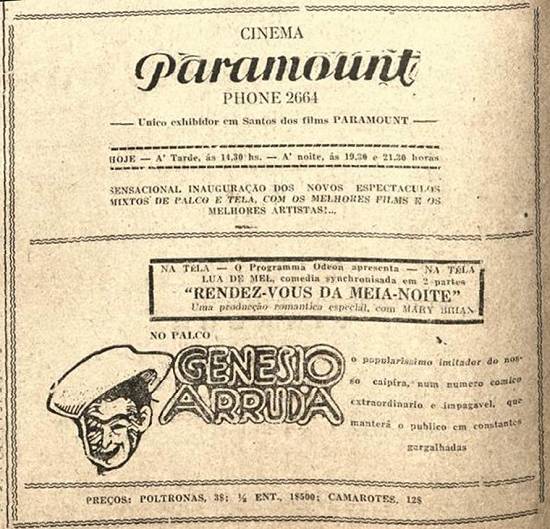 CINEMA
Paramount
PHONE 2664
Unico exhibidor em Santos dos films PARAMOUNT
HOJE — A' Tarde, ás 14,30 hs. — A' noite, ás 19,30 e 21,30 horas
SENSACIONAL INAUGURAÇÃO DOS NOVOS ESPECTACULOS
MIXTOS DE PALCO E TELA, COM OS MELHORES FILMS E OS
MELHORES ARTISTAS!...
NA TÉLA — O Programma Odeon apresenta — NA TÉLA
LUA DE MEL, comedia synchronisada em 2 partes
"RENDEZ-VOUS DA MEIA-NOITE"
Uma producção romantica especial, com MARY BRIAN
NO PALCO
GENESIO
ARRUDA
o popularissimo imitador do nos-
so caipira, num numero comico
extraordinario e impagavel, que
manterá o publico em constantes
gargalhadas
PREÇOS: POLTRONAS, 3$; ½ ENT., 1$500; CAMAROTES, 12$